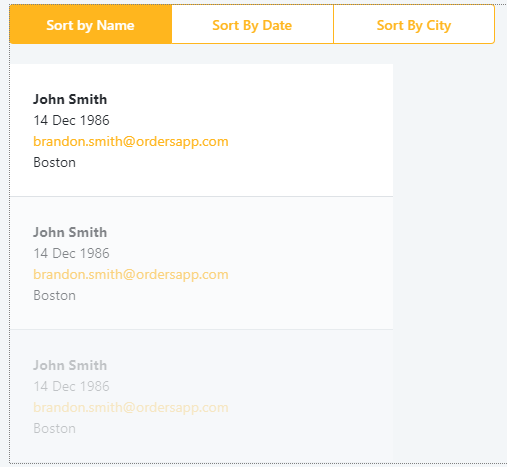 Sort by Name
Sort By Date
Sort By City
John Smith
14 Dec 1986
brandon.smith@ordersapp.com
Boston
John Smith
14 Dec 1986
brandon.smith@ordersapp.com
Boston
John Smith
14 Dec 1986
brandon.smith@ordersapp.com
Boston